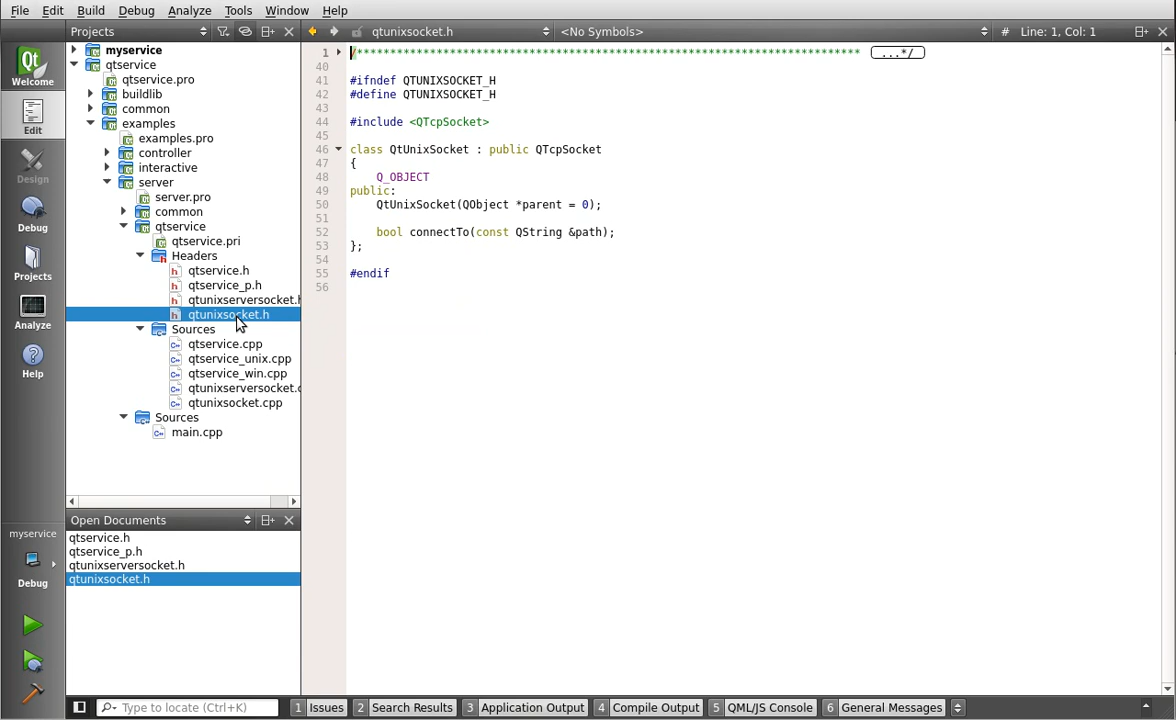 File Edit Build Debug Analyze Tools Window Help
Projects
qtunixsocket.h
<No Symbols>
# Line: 1, Col: 1
Welcome
Edit
Design
Debug
Projects
Analyze
Help
myservice
Debug
myservice
qtservice
qtservice.pro
buildlib
common
examples
examples.pro
controller
interactive
server
server.pro
common
qtservice
qtservice.pri
Headers
qtservice.h
qtservice_p.h
qtunixserversocket.h
qtunixsocket.h
Sources
qtservice.cpp
qtservice_unix.cpp
qtservice_win.cpp
qtunixserversocket.c
qtunixsocket.cpp
Sources
main.cpp
Open Documents
qtservice.h
qtservice_p.h
qtunixserversocket.h
qtunixsocket.h
1 /**************************************************************************** ...*/
40
41 #ifndef QTUNIXSOCKET_H
42 #define QTUNIXSOCKET_H
43
44 #include <QTcpSocket>
45
46 class QtUnixSocket : public QTcpSocket
47 {
48 Q_OBJECT
49 public:
50 QtUnixSocket(QObject *parent = 0);
51
52 bool connectTo(const QString &path);
53 };
54
55 #endif
56
Type to locate (Ctrl+K)
1 Issues 2 Search Results 3 Application Output 4 Compile Output 5 QML/JS Console 6 General Messages